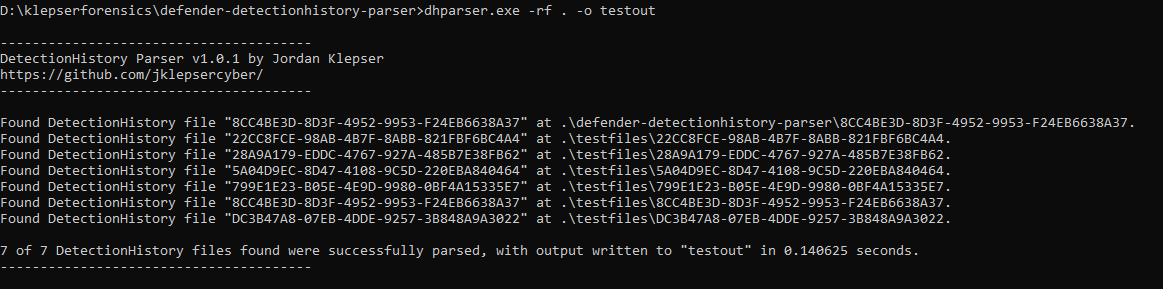 D:\klepserforensics\defender-detectionhistory-parser>dhparser.exe -rf . -o testout
---------------------------------------
DetectionHistory Parser v1.0.1 by Jordan Klepser
https://github.com/jklepsercyber/
---------------------------------------
Found DetectionHistory file "8CC4BE3D-8D3F-4952-9953-F24EB6638A37" at .\defender-detectionhistory-parser\8CC4BE3D-8D3F-4952-9953-F24EB6638A37.
Found DetectionHistory file "22CC8FCE-98AB-4B7F-8ABB-821FBF6BC4A4" at .\testfiles\22CC8FCE-98AB-4B7F-8ABB-821FBF6BC4A4.
Found DetectionHistory file "28A9A179-EDDC-4767-927A-485B7E38FB62" at .\testfiles\28A9A179-EDDC-4767-927A-485B7E38FB62.
Found DetectionHistory file "5A04D9EC-8D47-4108-9C5D-220EBA840464" at .\testfiles\5A04D9EC-8D47-4108-9C5D-220EBA840464.
Found DetectionHistory file "799E1E23-B05E-4E9D-9980-0BF4A15335E7" at .\testfiles\799E1E23-B05E-4E9D-9980-0BF4A15335E7.
Found DetectionHistory file "8CC4BE3D-8D3F-4952-9953-F24EB6638A37" at .\testfiles\8CC4BE3D-8D3F-4952-9953-F24EB6638A37.
Found DetectionHistory file "DC3B47A8-07EB-4DDE-9257-3B848A9A3022" at .\testfiles\DC3B47A8-07EB-4DDE-9257-3B848A9A3022.
7 of 7 DetectionHistory files found were successfully parsed, with output written to "testout" in 0.140625 seconds.
---------------------------------------